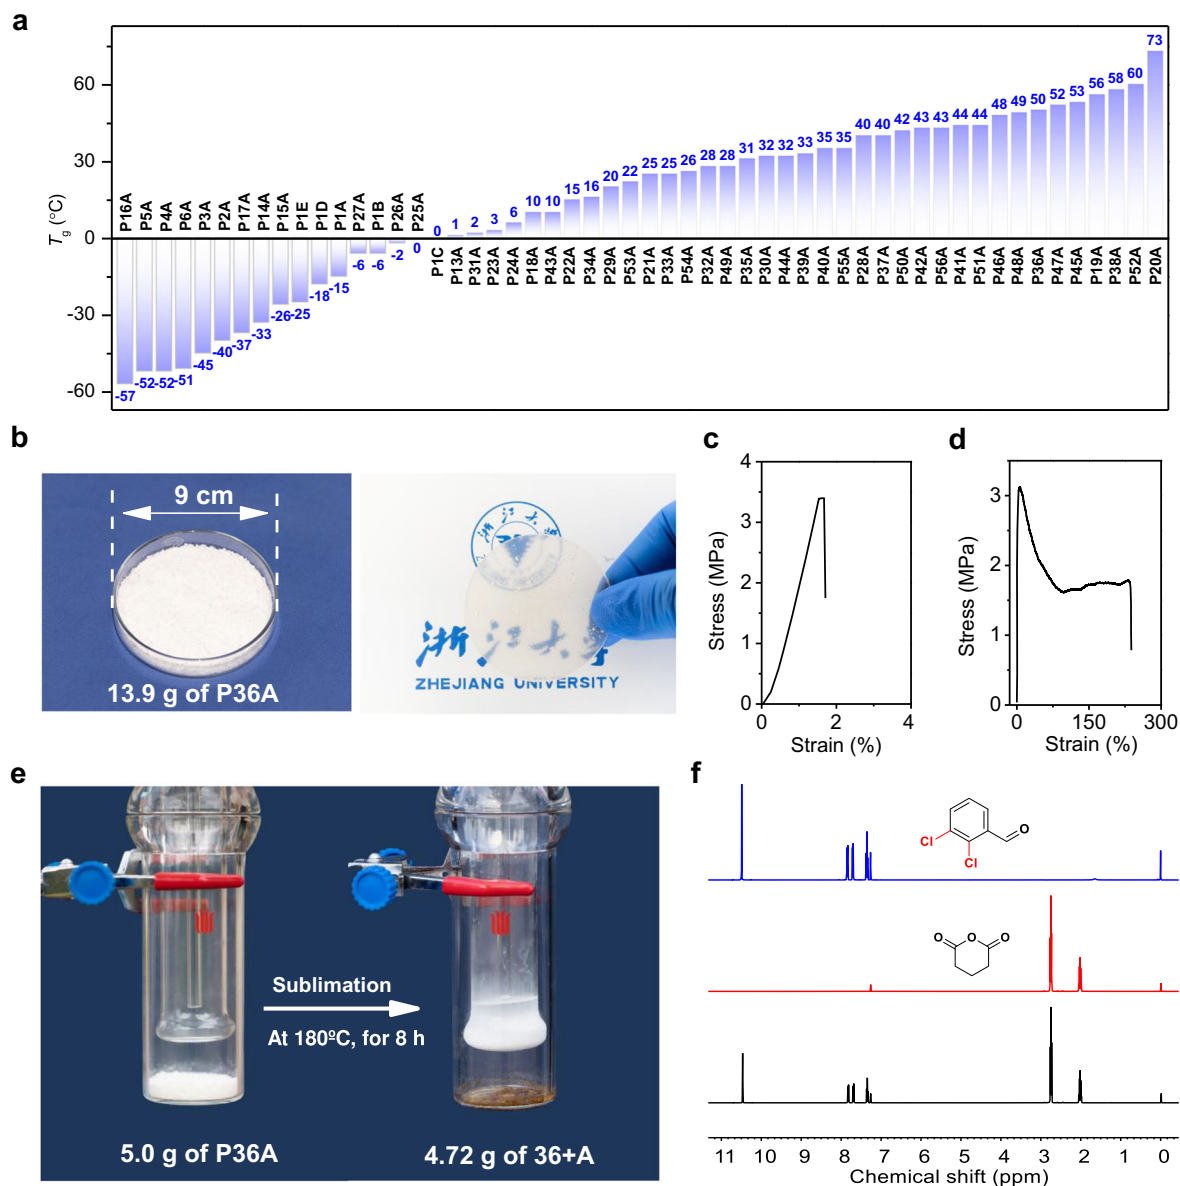 a
Tg (°C)
60
30
0
-30
-60
P16A P5A P4A P6A P3A P2A P17A P14A P15A P1E P1D P1A P27A P1B P26A P25A
-57 -52 -52 -51 -45 -40 -37 -33 -26 -25 -18 -15 -6 -6 -2 0
0 1 2 3 6 10 10 15 16 20 22 25 25 26 28 28 31 32 32 33 35 35 40 40 42 43 43 44 44 48 49 50 52 53 56 58 60 73
P1C P13A P31A P23A P24A P18A P43A P22A P34A P29A P53A P21A P33A P54A P32A P49A P35A P30A P44A P39A P40A P55A P28A P37A P50A P42A P56A P41A P51A P46A P48A P36A P47A P45A P19A P38A P52A P20A
b
9 cm
13.9 g of P36A
浙江大学
ZHEJIANG UNIVERSITY
c
Stress (MPa)
4
3
2
1
0
0 2 4
Strain (%)
d
Stress (MPa)
3
2
1
0
0 150 300
Strain (%)
e
Sublimation
At 180ºC, for 8 h
5.0 g of P36A
4.72 g of 36+A
f
Cl
Cl
O
O O O
11 10 9 8 7 6 5 4 3 2 1 0
Chemical shift (ppm)